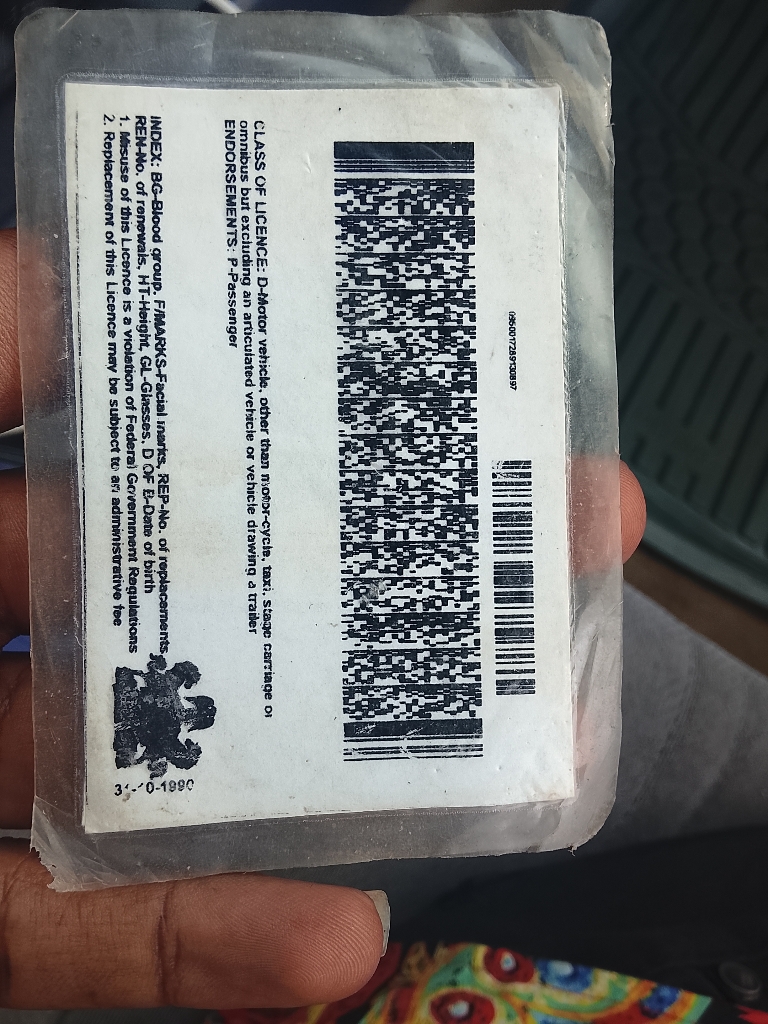 0860017289130897
CLASS OF LICENCE: D-Motor vehicle, other than motor-cycle, taxi, stage carriage or
omnibus but excluding an articulated vehicle or vehicle drawing a trailer
ENDORSEMENTS: P-Passenger
INDEX: BG-Blood group, F/MARKS-Facial marks, REP-No. of replacements,
REN-No. of renewals, HT-Height, GL-Glasses, D OF B-Date of birth
1. Misuse of this Licence is a violation of Federal Government Regulations
2. Replacement of this Licence may be subject to an administrative fee